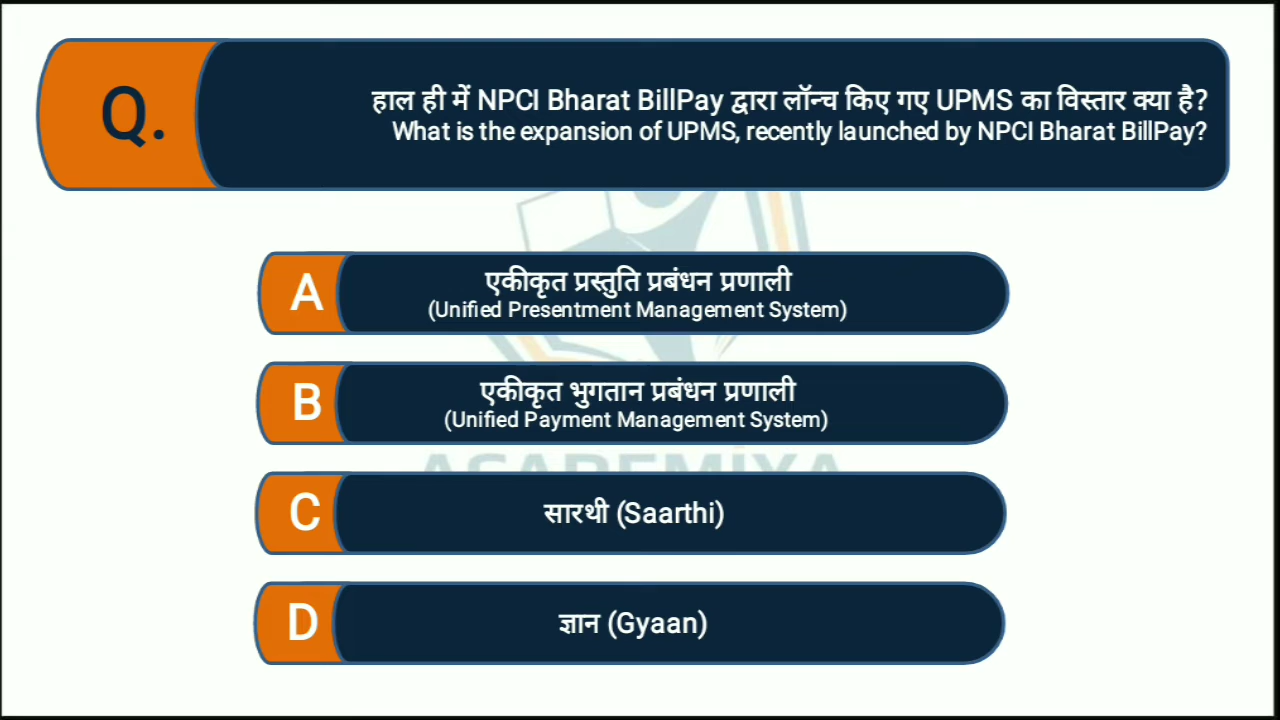 Q.
हाल ही में NPCI Bharat BillPay द्वारा लॉन्च किए गए UPMS का विस्तार क्या है?
What is the expansion of UPMS, recently launched by NPCI Bharat BillPay?
A
एकीकृत प्रस्तुति प्रबंधन प्रणाली
(Unified Presentment Management System)
B
एकीकृत भुगतान प्रबंधन प्रणाली
(Unified Payment Management System)
C
सारथी (Saarthi)
D
ज्ञान (Gyaan)